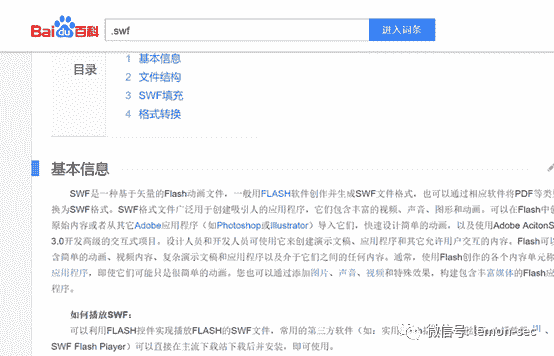 Bai du 百科
.swf
进入词条
目录
1 基本信息
2 文件结构
3 SWF填充
4 格式转换
基本信息
SWF是一种基于矢量的Flash动画文件，一般用FLASH软件创作并生成SWF文件格式，也可以通过相应软件将PDF等类
换为SWF格式。SWF格式文件广泛用于创建吸引人的应用程序，它们包含丰富的视频、声音、图形和动画。可以在Flash中创
原始内容或者从其它Adobe应用程序（如Photoshop或Illustrator）导入它们，快速设计简单的动画，以及使用Adobe AcitonS
3.0开发高级的交互式项目。设计人员和开发人员可使用它来创建演示文稿、应用程序和其它允许用户交互的内容。Flash可以
含简单的动画、视频内容、复杂演示文稿和应用程序以及介于它们之间的任何内容。通常，使用Flash创作的各个内容单元称
应用程序，即使它们可能只是很简单的动画。您也可以通过添加图片、声音、视频和特殊效果，构建包含丰富媒体的Flash应
程序。
如何播放SWF:
可以利用FLASH控件实现播放FLASH的SWF文件，常用的第三方软件（如：实用
SWF Flash Player）可以直接在主流下载站下载后并安装，即可使用。
微信号: lemon-sec